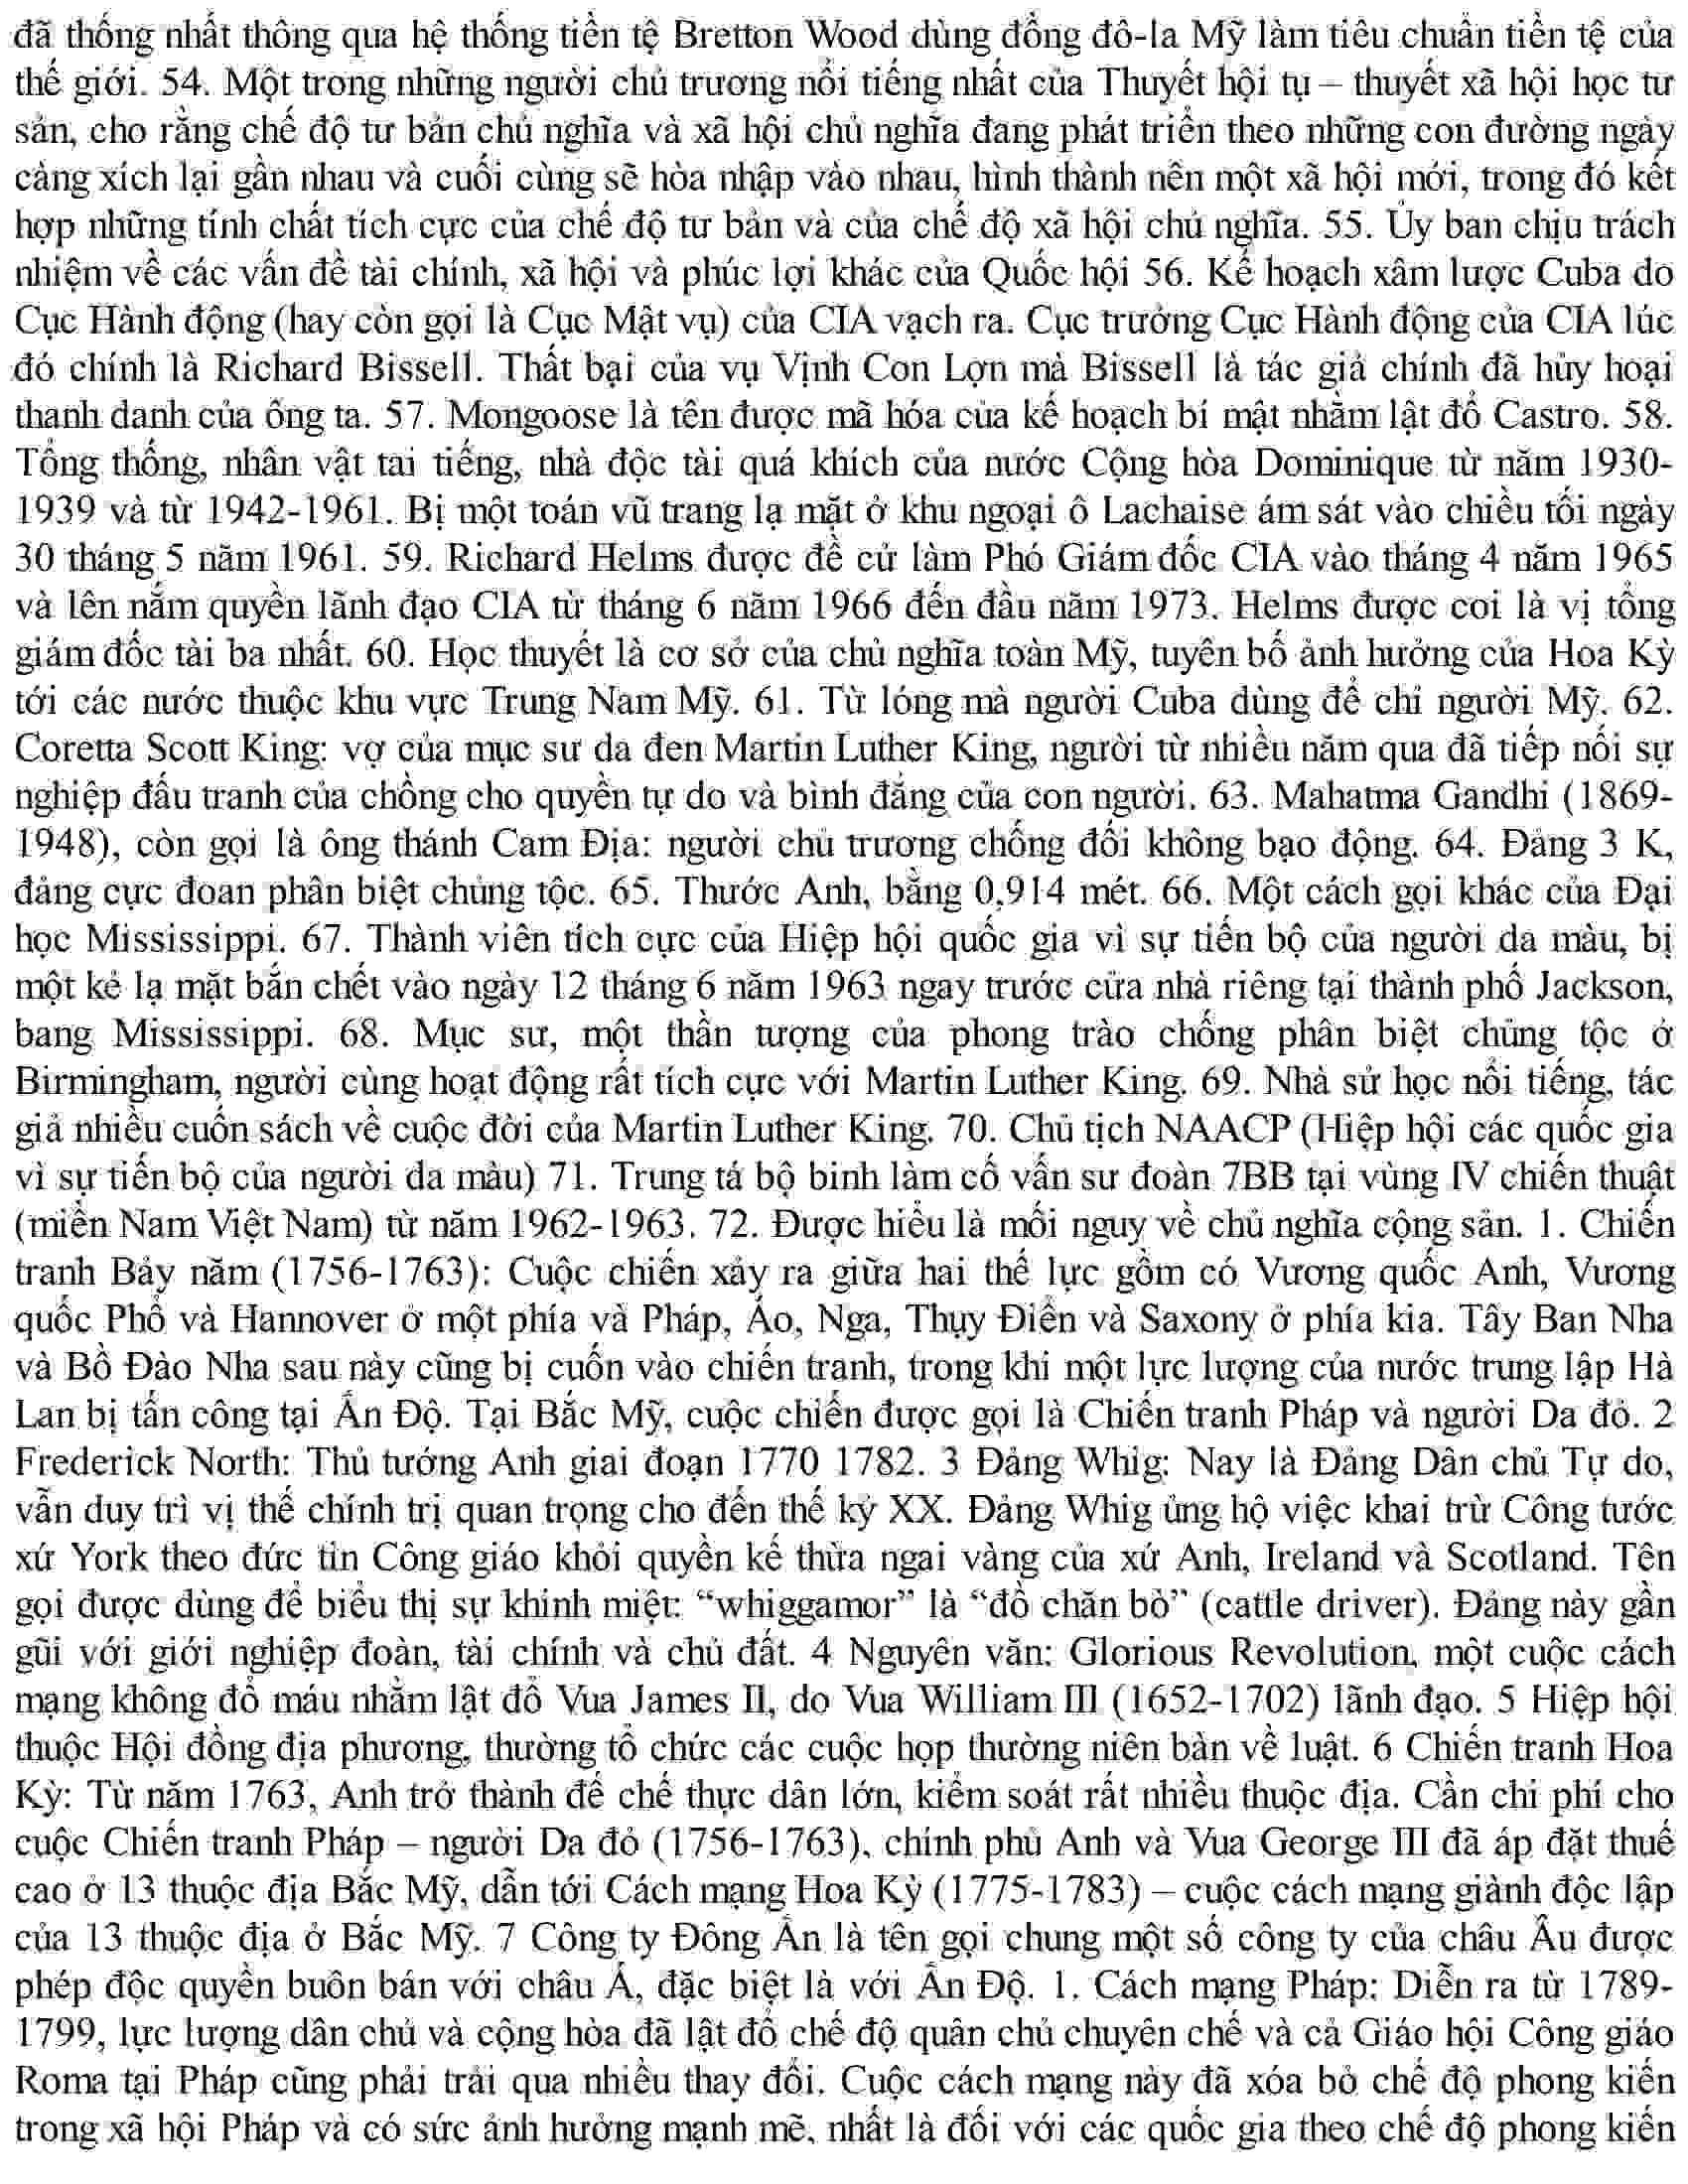 đã thống nhất thông qua hệ thống tiền tệ Bretton Wood dùng đồng đô-la Mỹ làm tiêu chuẩn tiền tệ của
thế giới. 54. Một trong những người chủ trương nổi tiếng nhất của Thuyết hội tụ – thuyết xã hội học tư
sản, cho rằng chế độ tư bản chủ nghĩa và xã hội chủ nghĩa đang phát triển theo những con đường ngày
càng xích lại gần nhau và cuối cùng sẽ hòa nhập vào nhau, hình thành nên một xã hội mới, trong đó kết
hợp những tính chất tích cực của chế độ tư bản và của chế độ xã hội chủ nghĩa. 55. Ủy ban chịu trách
nhiệm về các vấn đề tài chính, xã hội và phúc lợi khác của Quốc hội 56. Kế hoạch xâm lược Cuba do
Cục Hành động (hay còn gọi là Cục Mật vụ) của CIA vạch ra. Cục trưởng Cục Hành động của CIA lúc
đó chính là Richard Bissell. Thất bại của vụ Vịnh Con Lợn mà Bissell là tác giả chính đã hủy hoại
thanh danh của ông ta. 57. Mongoose là tên được mã hóa của kế hoạch bí mật nhằm lật đổ Castro. 58.
Tổng thống, nhân vật tai tiếng, nhà độc tài quá khích của nước Cộng hòa Dominique từ năm 1930-
1939 và từ 1942-1961. Bị một toán vũ trang lạ mặt ở khu ngoại ô Lachaise ám sát vào chiều tối ngày
30 tháng 5 năm 1961. 59. Richard Helms được đề cử làm Phó Giám đốc CIA vào tháng 4 năm 1965
và lên nắm quyền lãnh đạo CIA từ tháng 6 năm 1966 đến đầu năm 1973. Helms được coi là vị tổng
giám đốc tài ba nhất. 60. Học thuyết là cơ sở của chủ nghĩa toàn Mỹ, tuyên bố ảnh hưởng của Hoa Kỳ
tới các nước thuộc khu vực Trung Nam Mỹ. 61. Từ lóng mà người Cuba dùng để chỉ người Mỹ. 62.
Coretta Scott King: vợ của mục sư da đen Martin Luther King, người từ nhiều năm qua đã tiếp nối sự
nghiệp đấu tranh của chồng cho quyền tự do và bình đẳng của con người. 63. Mahatma Gandhi (1869-
1948), còn gọi là ông thánh Cam Địa: người chủ trương chống đối không bạo động. 64. Đảng 3 K,
đảng cực đoan phân biệt chủng tộc. 65. Thước Anh, bằng 0,914 mét. 66. Một cách gọi khác của Đại
học Mississippi. 67. Thành viên tích cực của Hiệp hội quốc gia vì sự tiến bộ của người da màu, bị
một kẻ lạ mặt bắn chết vào ngày 12 tháng 6 năm 1963 ngay trước cửa nhà riêng tại thành phố Jackson,
bang Mississippi. 68. Mục sư, một thần tượng của phong trào chống phân biệt chủng tộc ở
Birmingham, người cùng hoạt động rất tích cực với Martin Luther King. 69. Nhà sử học nổi tiếng, tác
giả nhiều cuốn sách về cuộc đời của Martin Luther King. 70. Chủ tịch NAACP (Hiệp hội các quốc gia
vì sự tiến bộ của người da màu) 71. Trung tá bộ binh làm cố vấn sư đoàn 7BB tại vùng IV chiến thuật
(miền Nam Việt Nam) từ năm 1962-1963. 72. Được hiểu là mối nguy về chủ nghĩa cộng sản. 1. Chiến
tranh Bảy năm (1756-1763): Cuộc chiến xảy ra giữa hai thế lực gồm có Vương quốc Anh, Vương
quốc Phổ và Hannover ở một phía và Pháp, Áo, Nga, Thụy Điển và Saxony ở phía kia. Tây Ban Nha
và Bồ Đào Nha sau này cũng bị cuốn vào chiến tranh, trong khi một lực lượng của nước trung lập Hà
Lan bị tấn công tại Ấn Độ. Tại Bắc Mỹ, cuộc chiến được gọi là Chiến tranh Pháp và người Da đỏ. 2
Frederick North: Thủ tướng Anh giai đoạn 1770 1782. 3 Đảng Whig: Nay là Đảng Dân chủ Tự do,
vẫn duy trì vị thế chính trị quan trọng cho đến thế kỷ XX. Đảng Whig ủng hộ việc khai trừ Công tước
xứ York theo đức tin Công giáo khỏi quyền kế thừa ngai vàng của xứ Anh, Ireland và Scotland. Tên
gọi được dùng để biểu thị sự khinh miệt: “whiggamor” là “đồ chăn bò” (cattle driver). Đảng này gần
gũi với giới nghiệp đoàn, tài chính và chủ đất. 4 Nguyên văn: Glorious Revolution, một cuộc cách
mạng không đổ máu nhằm lật đổ Vua James II, do Vua William III (1652-1702) lãnh đạo. 5 Hiệp hội
thuộc Hội đồng địa phương, thường tổ chức các cuộc họp thường niên bàn về luật. 6 Chiến tranh Hoa
Kỳ: Từ năm 1763, Anh trở thành đế chế thực dân lớn, kiểm soát rất nhiều thuộc địa. Cần chi phí cho
cuộc Chiến tranh Pháp – người Da đỏ (1756-1763), chính phủ Anh và Vua George III đã áp đặt thuế
cao ở 13 thuộc địa Bắc Mỹ, dẫn tới Cách mạng Hoa Kỳ (1775-1783) – cuộc cách mạng giành độc lập
của 13 thuộc địa ở Bắc Mỹ. 7 Công ty Đông Ấn là tên gọi chung một số công ty của châu Âu được
phép độc quyền buôn bán với châu Á, đặc biệt là với Ấn Độ. 1. Cách mạng Pháp: Diễn ra từ 1789-
1799, lực lượng dân chủ và cộng hòa đã lật đổ chế độ quân chủ chuyên chế và cả Giáo hội Công giáo
Roma tại Pháp cũng phải trải qua nhiều thay đổi. Cuộc cách mạng này đã xóa bỏ chế độ phong kiến
trong xã hội Pháp và có sức ảnh hưởng mạnh mẽ, nhất là đối với các quốc gia theo chế độ phong kiến